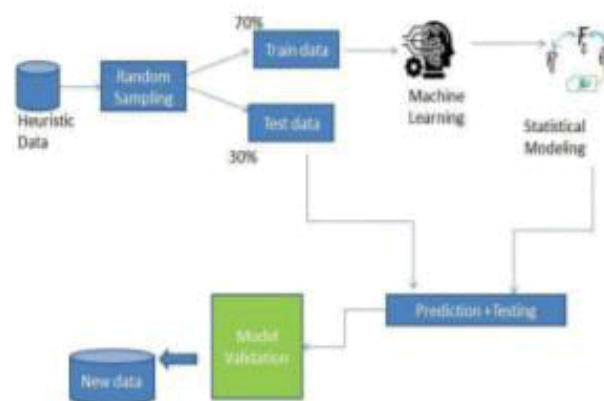 70%
Train data
Random
Sampling
Heuristic
Data
Test data
30%
Machine
Learning
Statistical
Modeling
Prediction +Testing
Model
Validation
New data